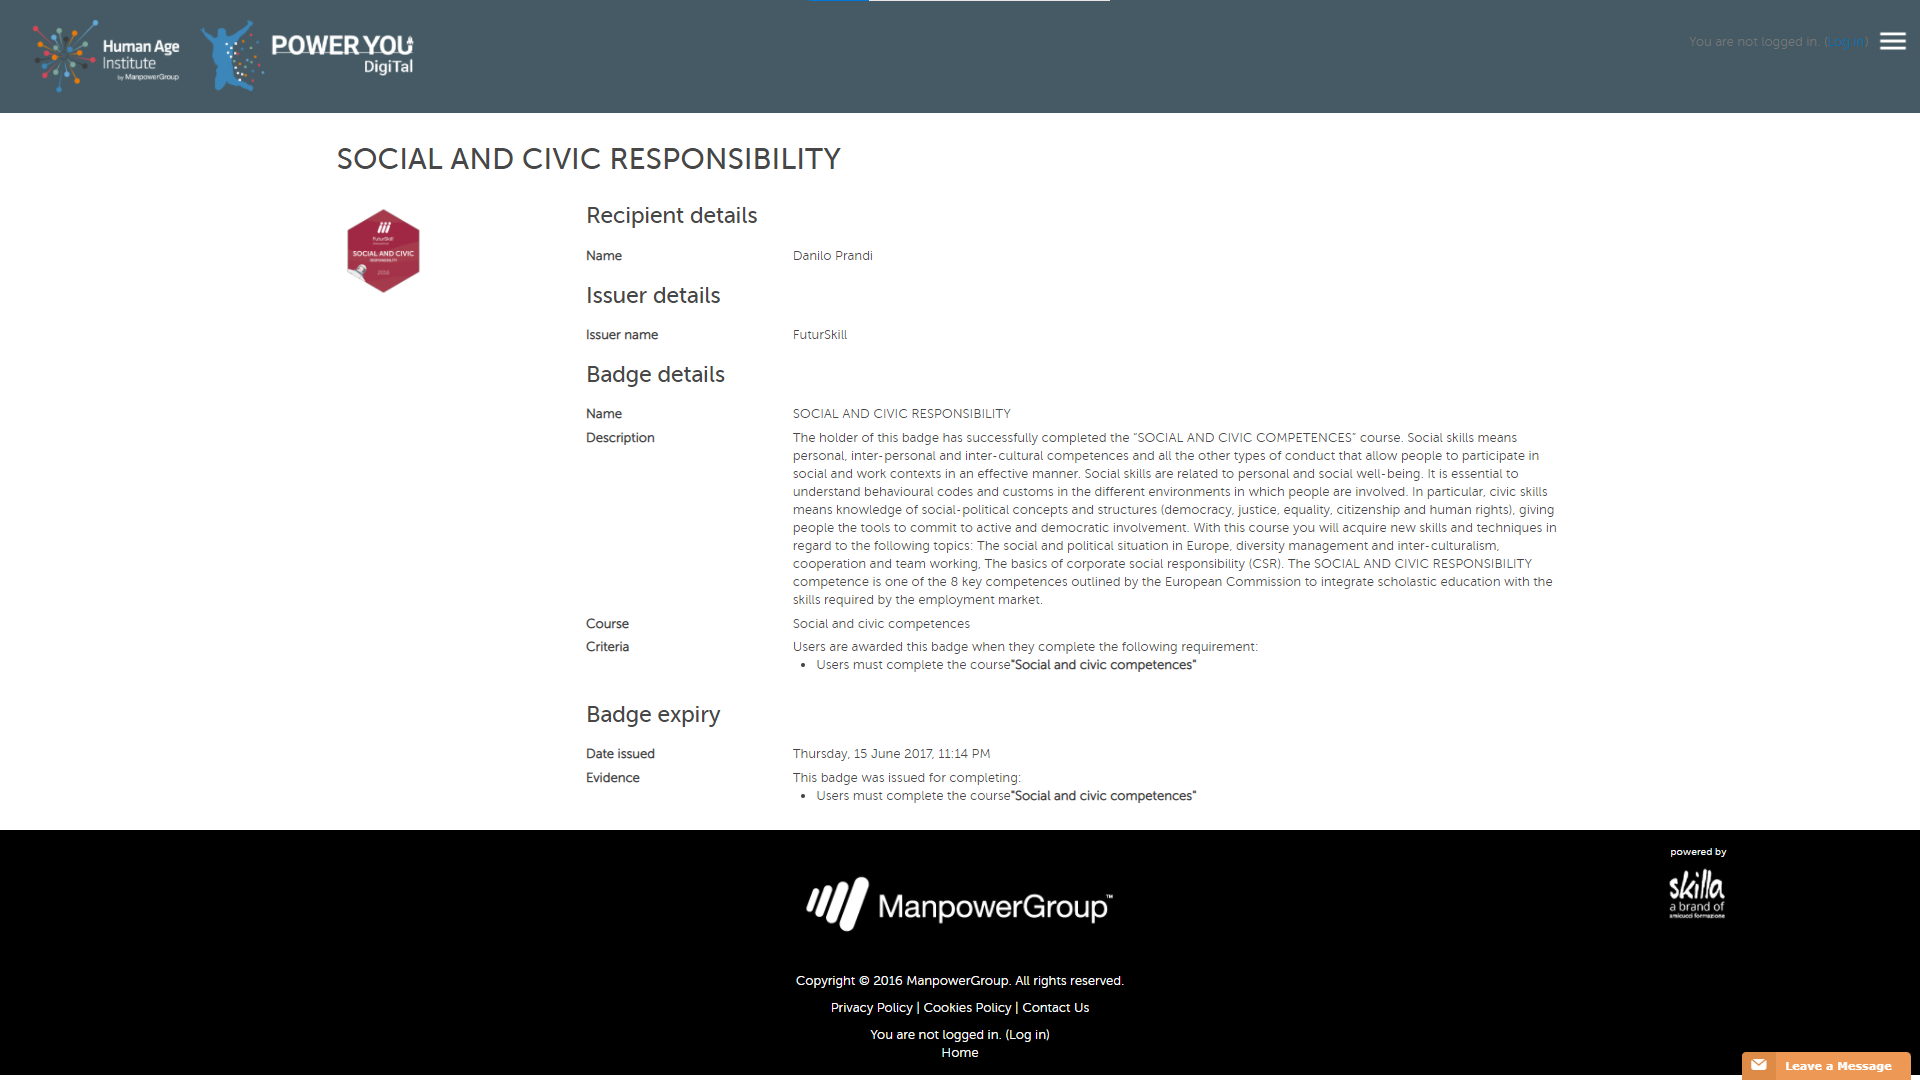 Human Age
Institute
by ManpowerGroup
POWER YOU
DigiTal
You are not logged in. (Log in)
SOCIAL AND CIVIC RESPONSIBILITY
FuturSkill
SOCIAL AND CIVIC
RESPONSIBILITY
2016
Recipient details
Name Danilo Prandi
Issuer details
Issuer name FuturSkill
Badge details
Name SOCIAL AND CIVIC RESPONSIBILITY
Description The holder of this badge has successfully completed the "SOCIAL AND CIVIC COMPETENCES" course. Social skills means
personal, inter-personal and inter-cultural competences and all the other types of conduct that allow people to participate in
social and work contexts in an effective manner. Social skills are related to personal and social well-being. It is essential to
understand behavioural codes and customs in the different environments in which people are involved. In particular, civic skills
means knowledge of social-political concepts and structures (democracy, justice, equality, citizenship and human rights), giving
people the tools to commit to active and democratic involvement. With this course you will acquire new skills and techniques in
regard to the following topics: The social and political situation in Europe, diversity management and inter-culturalism,
cooperation and team working, The basics of corporate social responsibility (CSR). The SOCIAL AND CIVIC RESPONSIBILITY
competence is one of the 8 key competences outlined by the European Commission to integrate scholastic education with the
skills required by the employment market.
Course Social and civic competences
Criteria Users are awarded this badge when they complete the following requirement:
• Users must complete the course"Social and civic competences"
Badge expiry
Date issued Thursday, 15 June 2017, 11:14 PM
Evidence This badge was issued for completing:
• Users must complete the course"Social and civic competences"
powered by
skilla
a brand of
amicucci formazione
ManpowerGroup™
Copyright © 2016 ManpowerGroup. All rights reserved.
Privacy Policy | Cookies Policy | Contact Us
You are not logged in. (Log in)
Home
Leave a Message